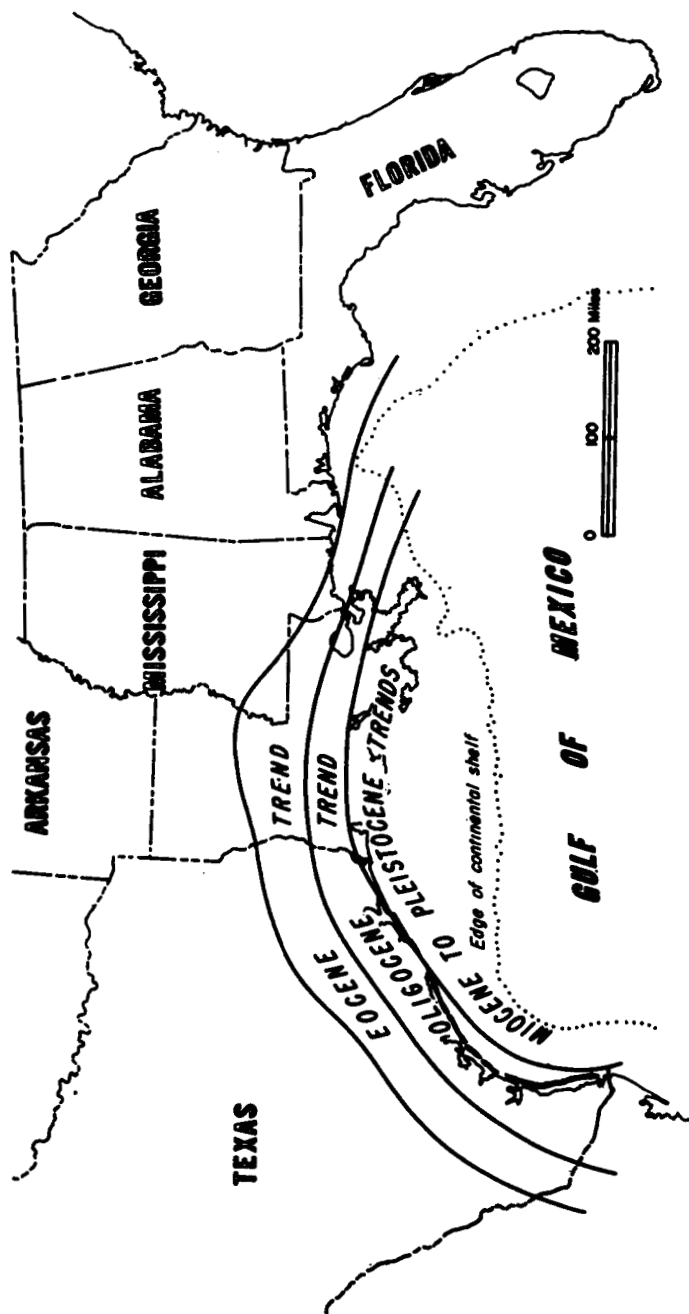 ARKANSAS
MISSISSIPPI
ALABAMA
GEORGIA
TEXAS
FLORIDA
EOCENE TREND
OLLIGOCENE TREND
MIOCENE TO PLEISTOCENE TRENDS
Edge of continental shelf
GULF OF MEXICO
0 100 200 Miles